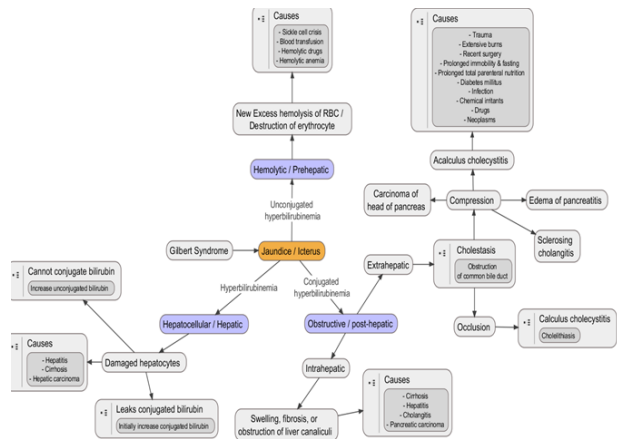 Causes
- Sickle cell crisis
- Blood transfusion
- Hemolytic drugs
- Hemolytic anemia
New Excess hemolysis of RBC /
Destruction of erythrocyte
Hemolytic / Prehepatic
Unconjugated
hyperbilirubinemia
Gilbert Syndrome
Jaundice / Icterus
Hyperbilirubinemia
Conjugated
hyperbilirubinemia
Cannot conjugate bilirubin
Increase unconjugated bilirubin
Hepatocellular / Hepatic
Causes
- Hepatitis
- Cirrhosis
- Hepatic carcinoma
Damaged hepatocytes
Leaks conjugated bilirubin
Initially increase conjugated bilirubin
Obstructive / post-hepatic
Intrahepatic
Swelling, fibrosis, or
obstruction of liver canaliculi
Causes
- Cirrhosis
- Hepatitis
- Cholangitis
- Pancreatic carcinoma
Extrahepatic
Cholestasis
Obstruction
of common bile duct
Occlusion
Calculus cholecystitis
Cholelithiasis
Compression
Carcinoma of
head of pancreas
Edema of pancreatitis
Sclerosing
cholangitis
Acalculus cholecystitis
Causes
- Trauma
- Extensive burns
- Recent surgery
- Prolonged immobility & fasting
- Prolonged total parenteral nutrition
- Diabetes millitus
- Infection
- Chemical irritants
- Drugs
- Neoplasms